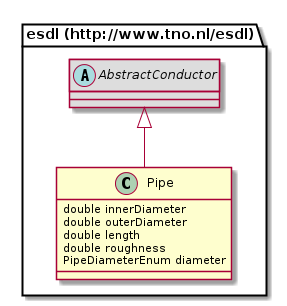 esdl (http://www.tno.nl/esdl)
A AbstractConductor
C Pipe
double innerDiameter
double outerDiameter
double length
double roughness
PipeDiameterEnum diameter